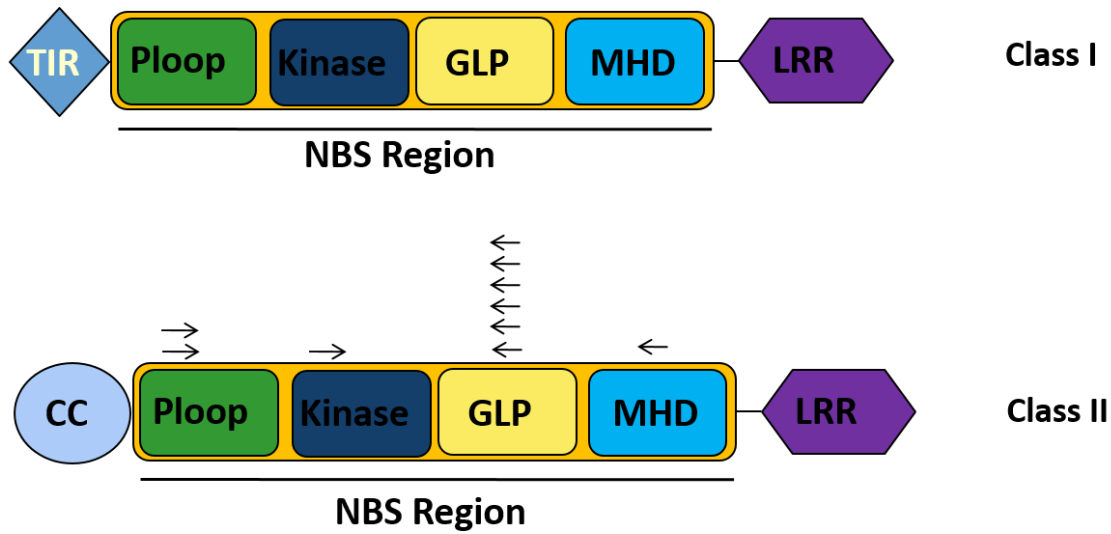 TIR Ploop Kinase GLP MHD LRR Class I
NBS Region
CC Ploop Kinase GLP MHD LRR Class II
NBS Region